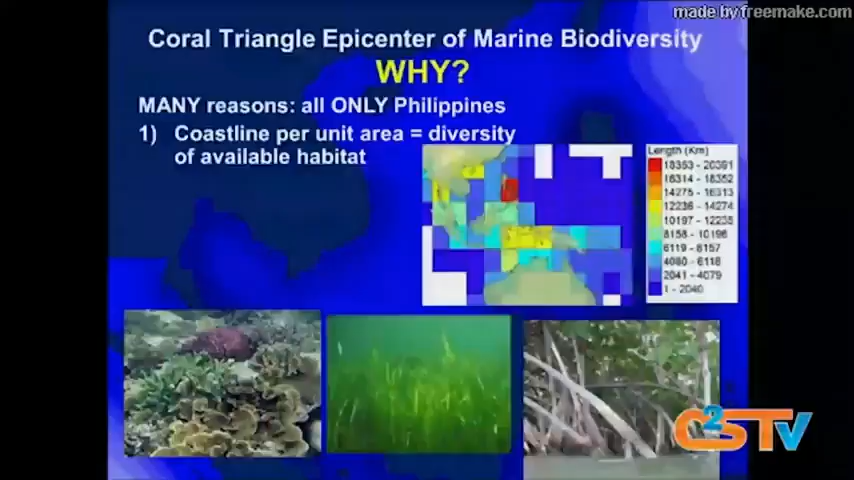 made by freemake.com
Coral Triangle Epicenter of Marine Biodiversity
WHY?
MANY reasons: all ONLY Philippines
1) Coastline per unit area = diversity
of available habitat
Length (Km)
18353 - 20391
16314 - 18352
14275 - 16313
12236 - 14274
10197 - 12235
8158 - 10196
6119 - 8157
4080 - 6118
2041 - 4079
1 - 2040
C2STV